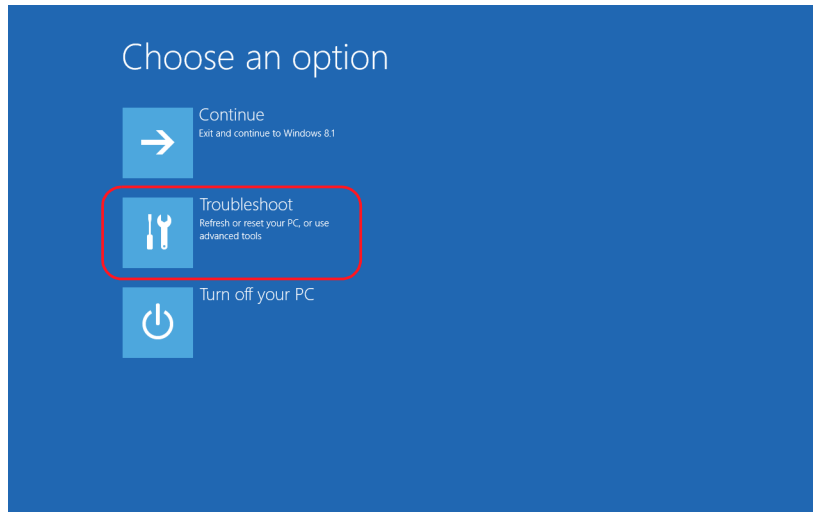 Choose an option
Continue
Exit and continue to Windows 8.1
Troubleshoot
Refresh or reset your PC, or use
advanced tools
Turn off your PC